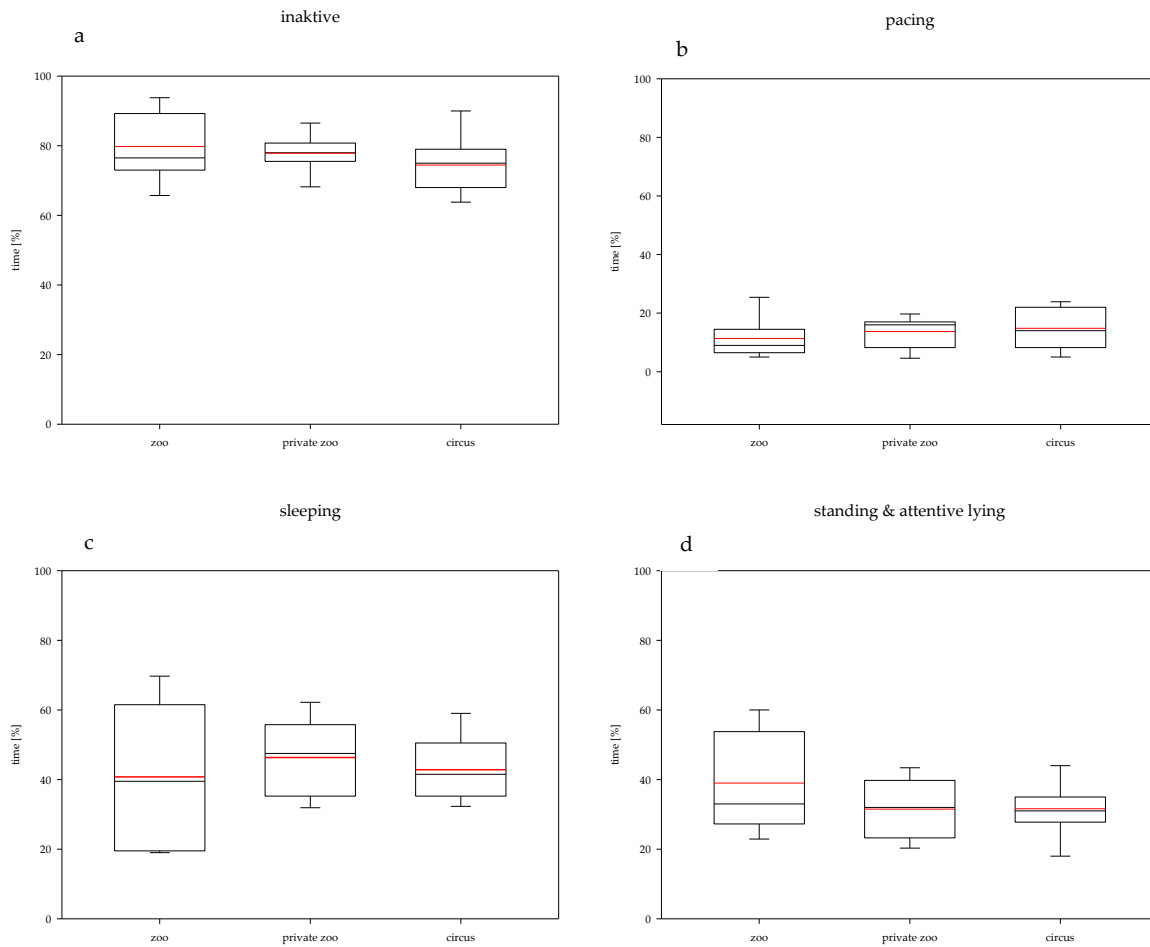 inaktive
a
100
80
60
40
20
0
time [%]
zoo private zoo circus
pacing
b
100
80
60
40
20
0
time [%]
zoo private zoo circus
sleeping
c
100
80
60
40
20
0
time [%]
zoo private zoo circus
standing & attentive lying
d
100
80
60
40
20
0
time [%]
zoo private zoo circus